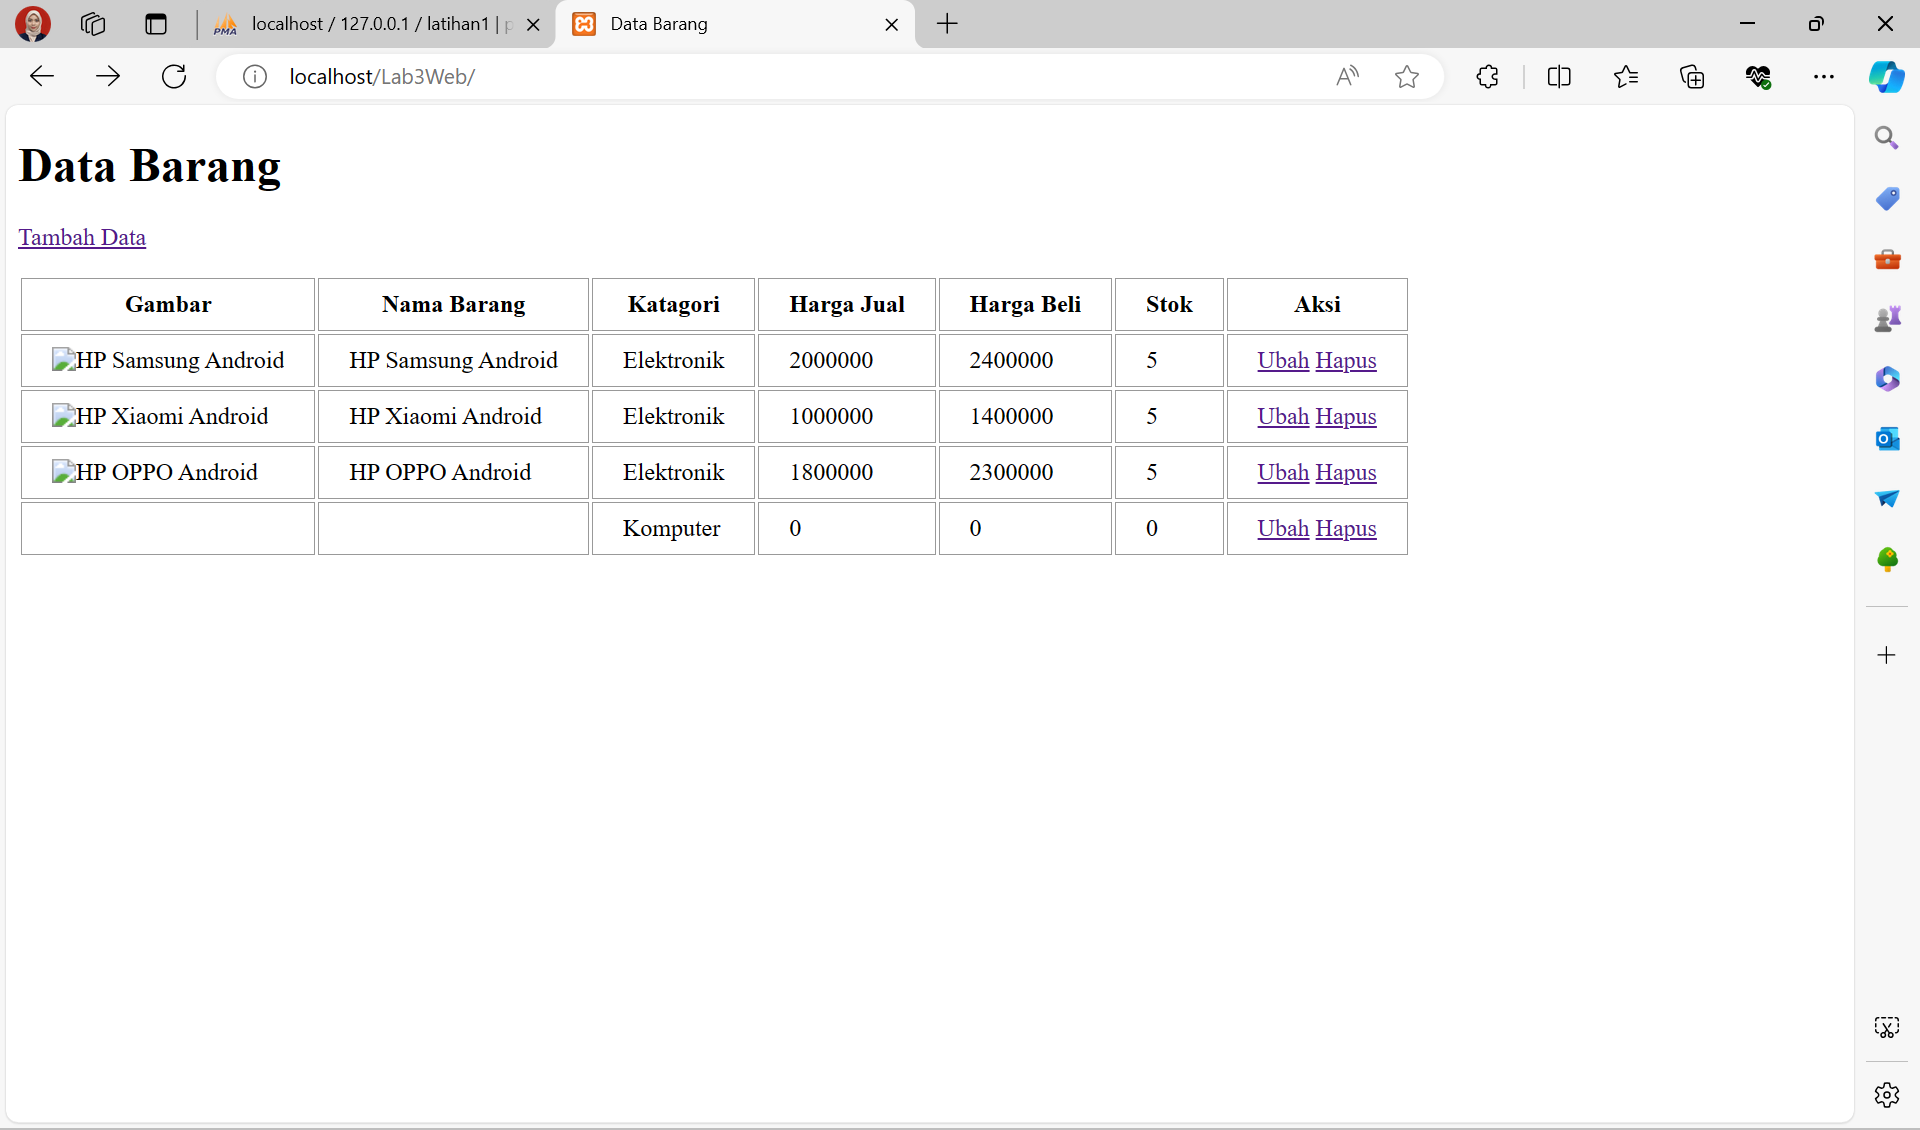 localhost / 127.0.0.1 / latihan1 | p
Data Barang
localhost/Lab3Web/
Data Barang
Tambah Data
Gambar Nama Barang Katagori Harga Jual Harga Beli Stok Aksi
HP Samsung Android HP Samsung Android Elektronik 2000000 2400000 5 Ubah Hapus
HP Xiaomi Android HP Xiaomi Android Elektronik 1000000 1400000 5 Ubah Hapus
HP OPPO Android HP OPPO Android Elektronik 1800000 2300000 5 Ubah Hapus
Komputer 0 0 0 Ubah Hapus